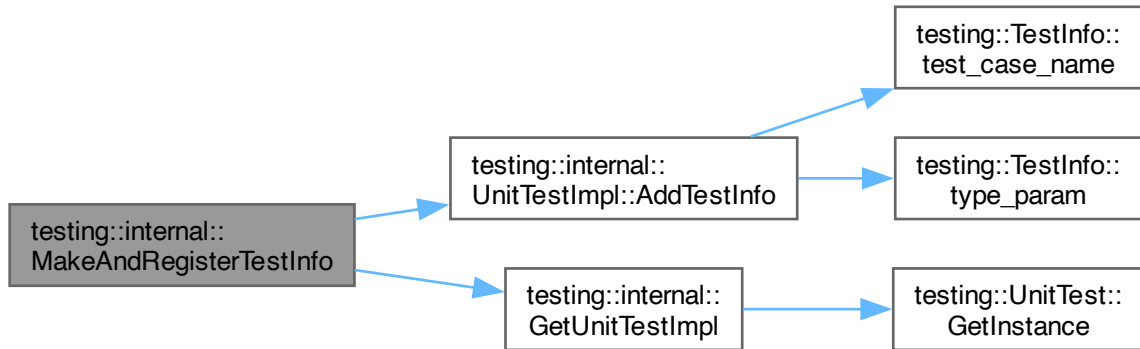 testing::TestInfo::
test_case_name
testing::internal::
UnitTestImpl::AddTestInfo
testing::TestInfo::
type_param
testing::internal::
MakeAndRegisterTestInfo
testing::internal::
GetUnitTestImpl
testing::UnitTest::
GetInstance